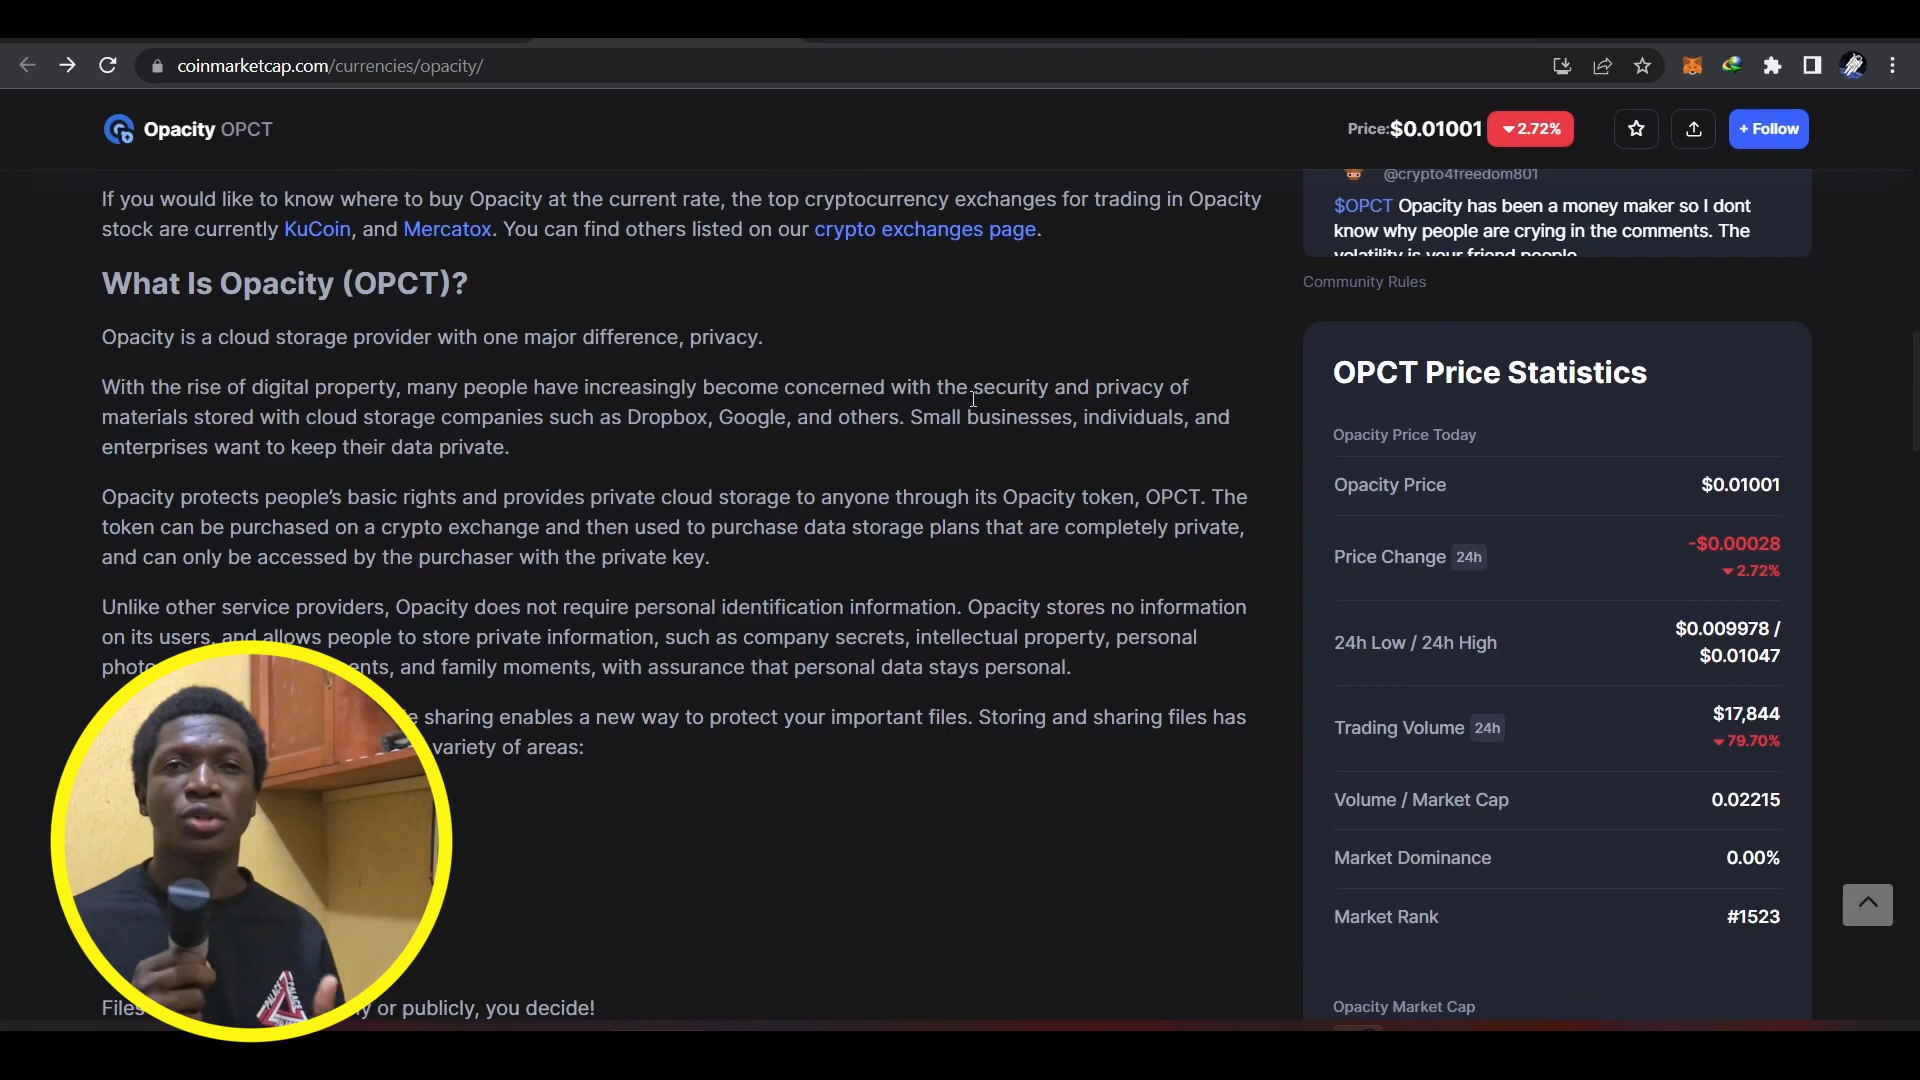 coinmarketcap.com/currencies/opacity/
Opacity OPCT
Price:$0.01001
2.72%
+ Follow
If you would like to know where to buy Opacity at the current rate, the top cryptocurrency exchanges for trading in Opacity
stock are currently KuCoin, and Mercatox. You can find others listed on our crypto exchanges page.
What Is Opacity (OPCT)?
Opacity is a cloud storage provider with one major difference, privacy.
With the rise of digital property, many people have increasingly become concerned with the security and privacy of
materials stored with cloud storage companies such as Dropbox, Google, and others. Small businesses, individuals, and
enterprises want to keep their data private.
Opacity protects people’s basic rights and provides private cloud storage to anyone through its Opacity token, OPCT. The
token can be purchased on a crypto exchange and then used to purchase data storage plans that are completely private,
and can only be accessed by the purchaser with the private key.
Unlike other service providers, Opacity does not require personal identification information. Opacity stores no information
on its users, and allows people to store private information, such as company secrets, intellectual property, personal
and family moments, with assurance that personal data stays personal.
sharing enables a new way to protect your important files. Storing and sharing files has
variety of areas:
Files
or publicly, you decide!
@crypto4freedom801
$OPCT Opacity has been a money maker so I dont
know why people are crying in the comments. The
volatility is your friend people
Community Rules
OPCT Price Statistics
Opacity Price Today
Opacity Price
$0.01001
Price Change 24h
-$0.00028
2.72%
24h Low / 24h High
$0.009978 /
$0.01047
Trading Volume 24h
$17,844
79.70%
Volume / Market Cap
0.02215
Market Dominance
0.00%
Market Rank
#1523
Opacity Market Cap
PALACE